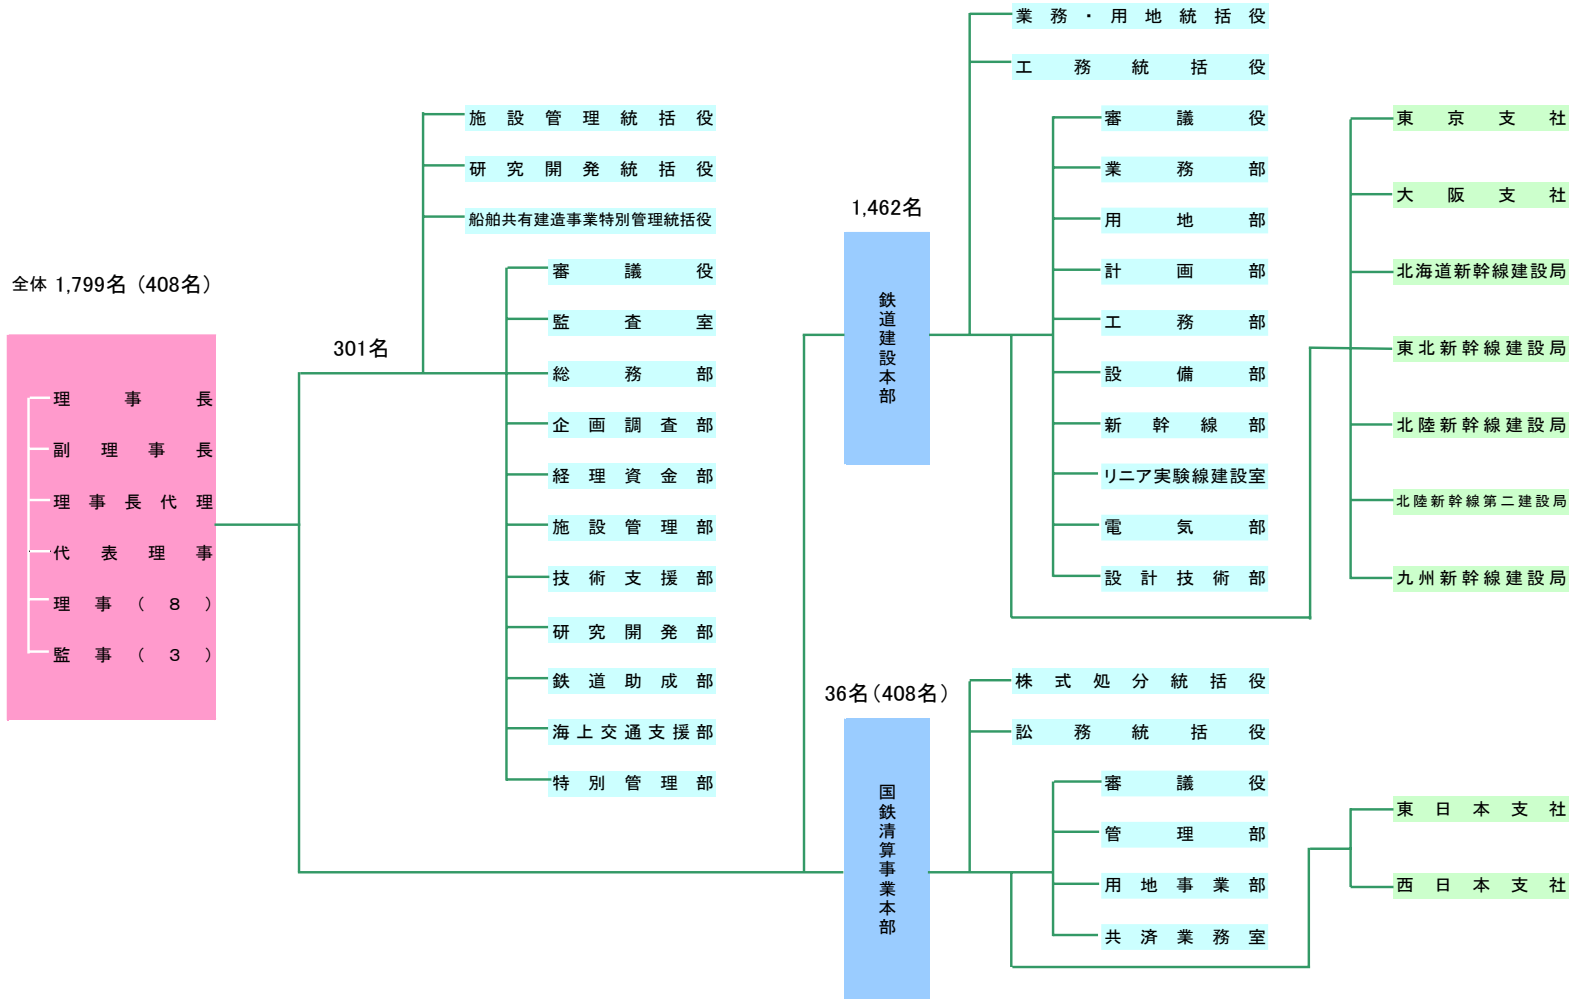 全体 1,799名 (408名)
理事長
副理事長
理事長代理
代表理事
理事(8)
監事(3)
301名
施設管理統括役
研究開発統括役
船舶共有建造事業特別管理統括役
審議役
監査室
総務部
企画調査部
経理資金部
施設管理部
技術支援部
研究開発部
鉄道助成部
海上交通支援部
特別管理部
1,462名
鉄道建設本部
業務・用地統括役
工務統括役
審議役
業務部
用地部
計画部
工務部
設備部
新幹線部
リニア実験線建設室
電気部
設計技術部
東京支社
大阪支社
北海道新幹線建設局
東北新幹線建設局
北陸新幹線建設局
北陸新幹線第二建設局
九州新幹線建設局
36名(408名)
国鉄清算事業本部
株式処分統括役
訟務統括役
審議役
管理部
用地事業部
共済業務室
東日本支社
西日本支社